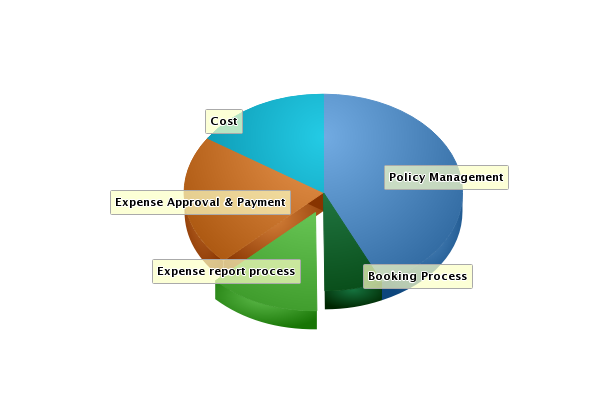 Cost
Policy Management
Expense Approval & Payment
Expense report process
Booking Process